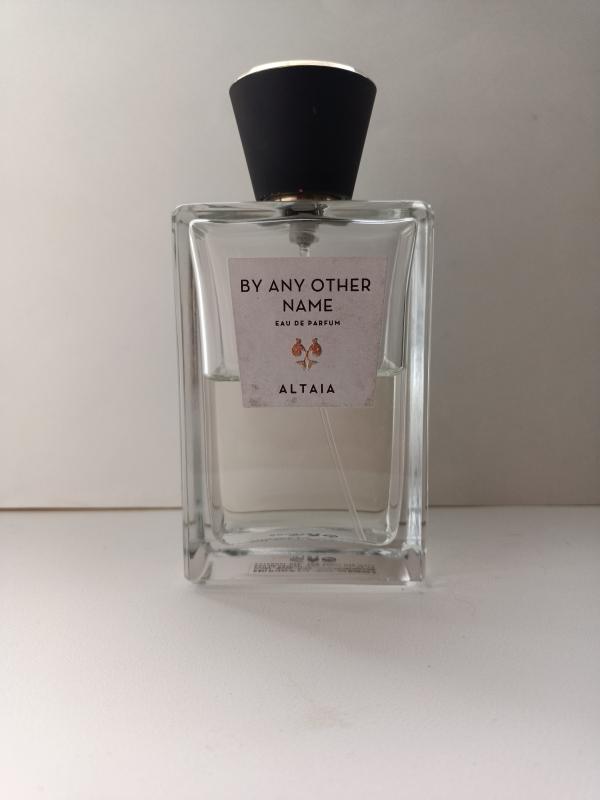 BY ANY OTHER
NAME
EAU DE PARFUM
ALTAIA